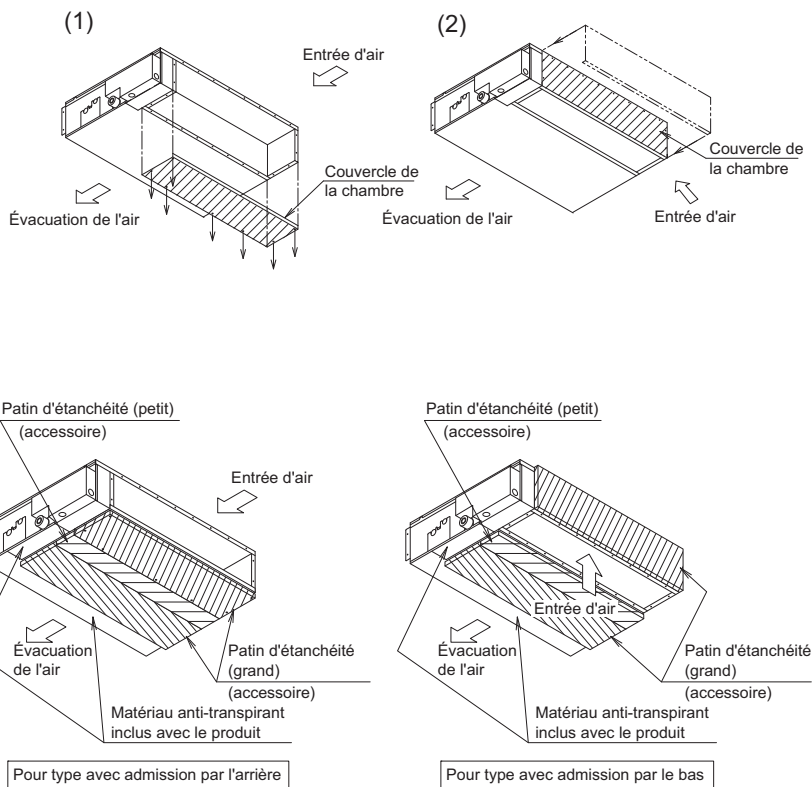 (1)
Entrée d'air
Couvercle de
la chambre
Évacuation de l'air
(2)
Couvercle de
la chambre
Entrée d'air
Évacuation de l'air
Patin d'étanchéité (petit)
(accessoire)
Entrée d'air
Évacuation
de l'air
Patin d'étanchéité
(grand)
(accessoire)
Matériau anti-transpirant
inclus avec le produit
Pour type avec admission par l'arrière
Patin d'étanchéité (petit)
(accessoire)
Entrée d'air
Évacuation
de l'air
Patin d'étanchéité
(grand)
(accessoire)
Matériau anti-transpirant
inclus avec le produit
Pour type avec admission par le bas